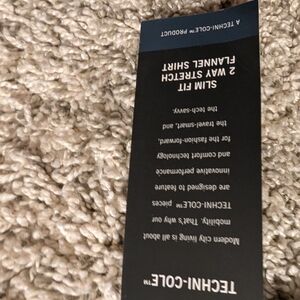 TECHNI-COLE™
Modern city living is all about
mobility. That's why our
TECHNI-COLE™ pieces
are designed to feature
innovative performance
and comfort technology
for the fashion-forward,
the travel-smart, and
the tech-savvy.
SLIM FIT
2 WAY STRETCH
FLANNEL SHIRT
A TECHNI-COLE™ PRODUCT